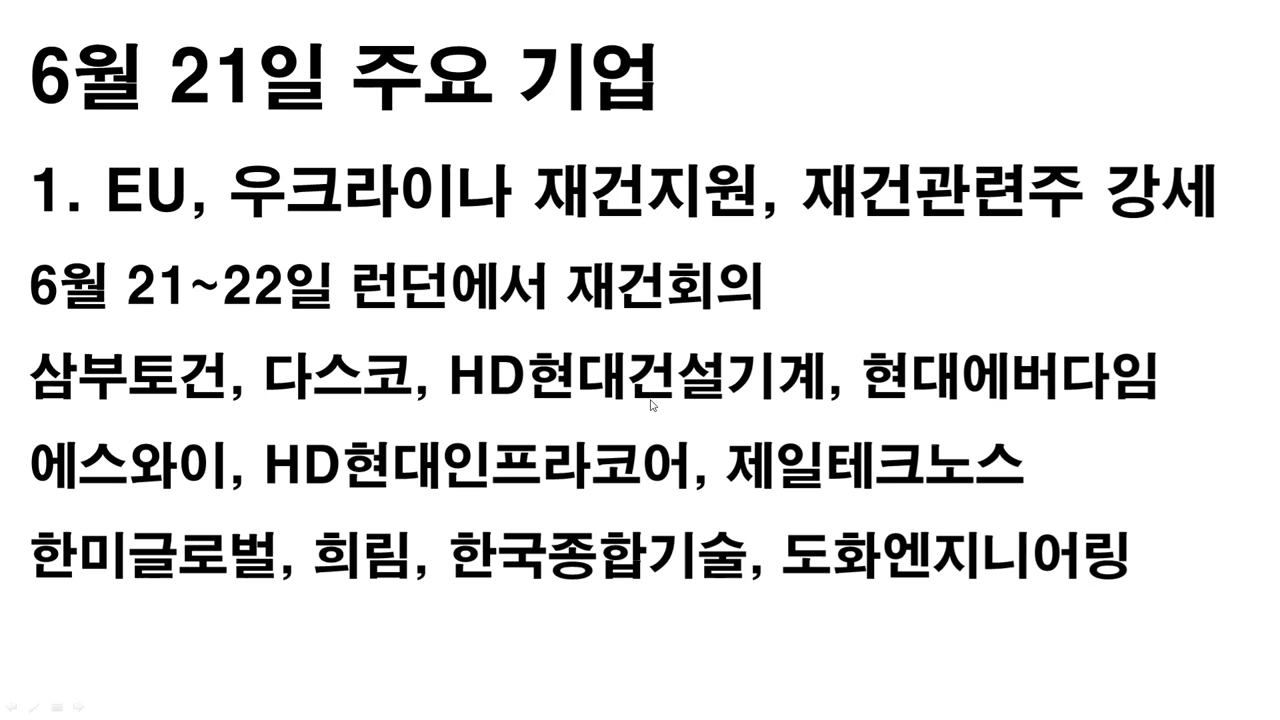 6월 21일 주요 기업
1. EU, 우크라이나 재건지원, 재건관련주 강세
6월 21~22일 런던에서 재건회의
삼부토건, 다스코, HD현대건설기계, 현대에버다임
에스와이, HD현대인프라코어, 제일테크노스
한미글로벌, 희림, 한국종합기술, 도화엔지니어링